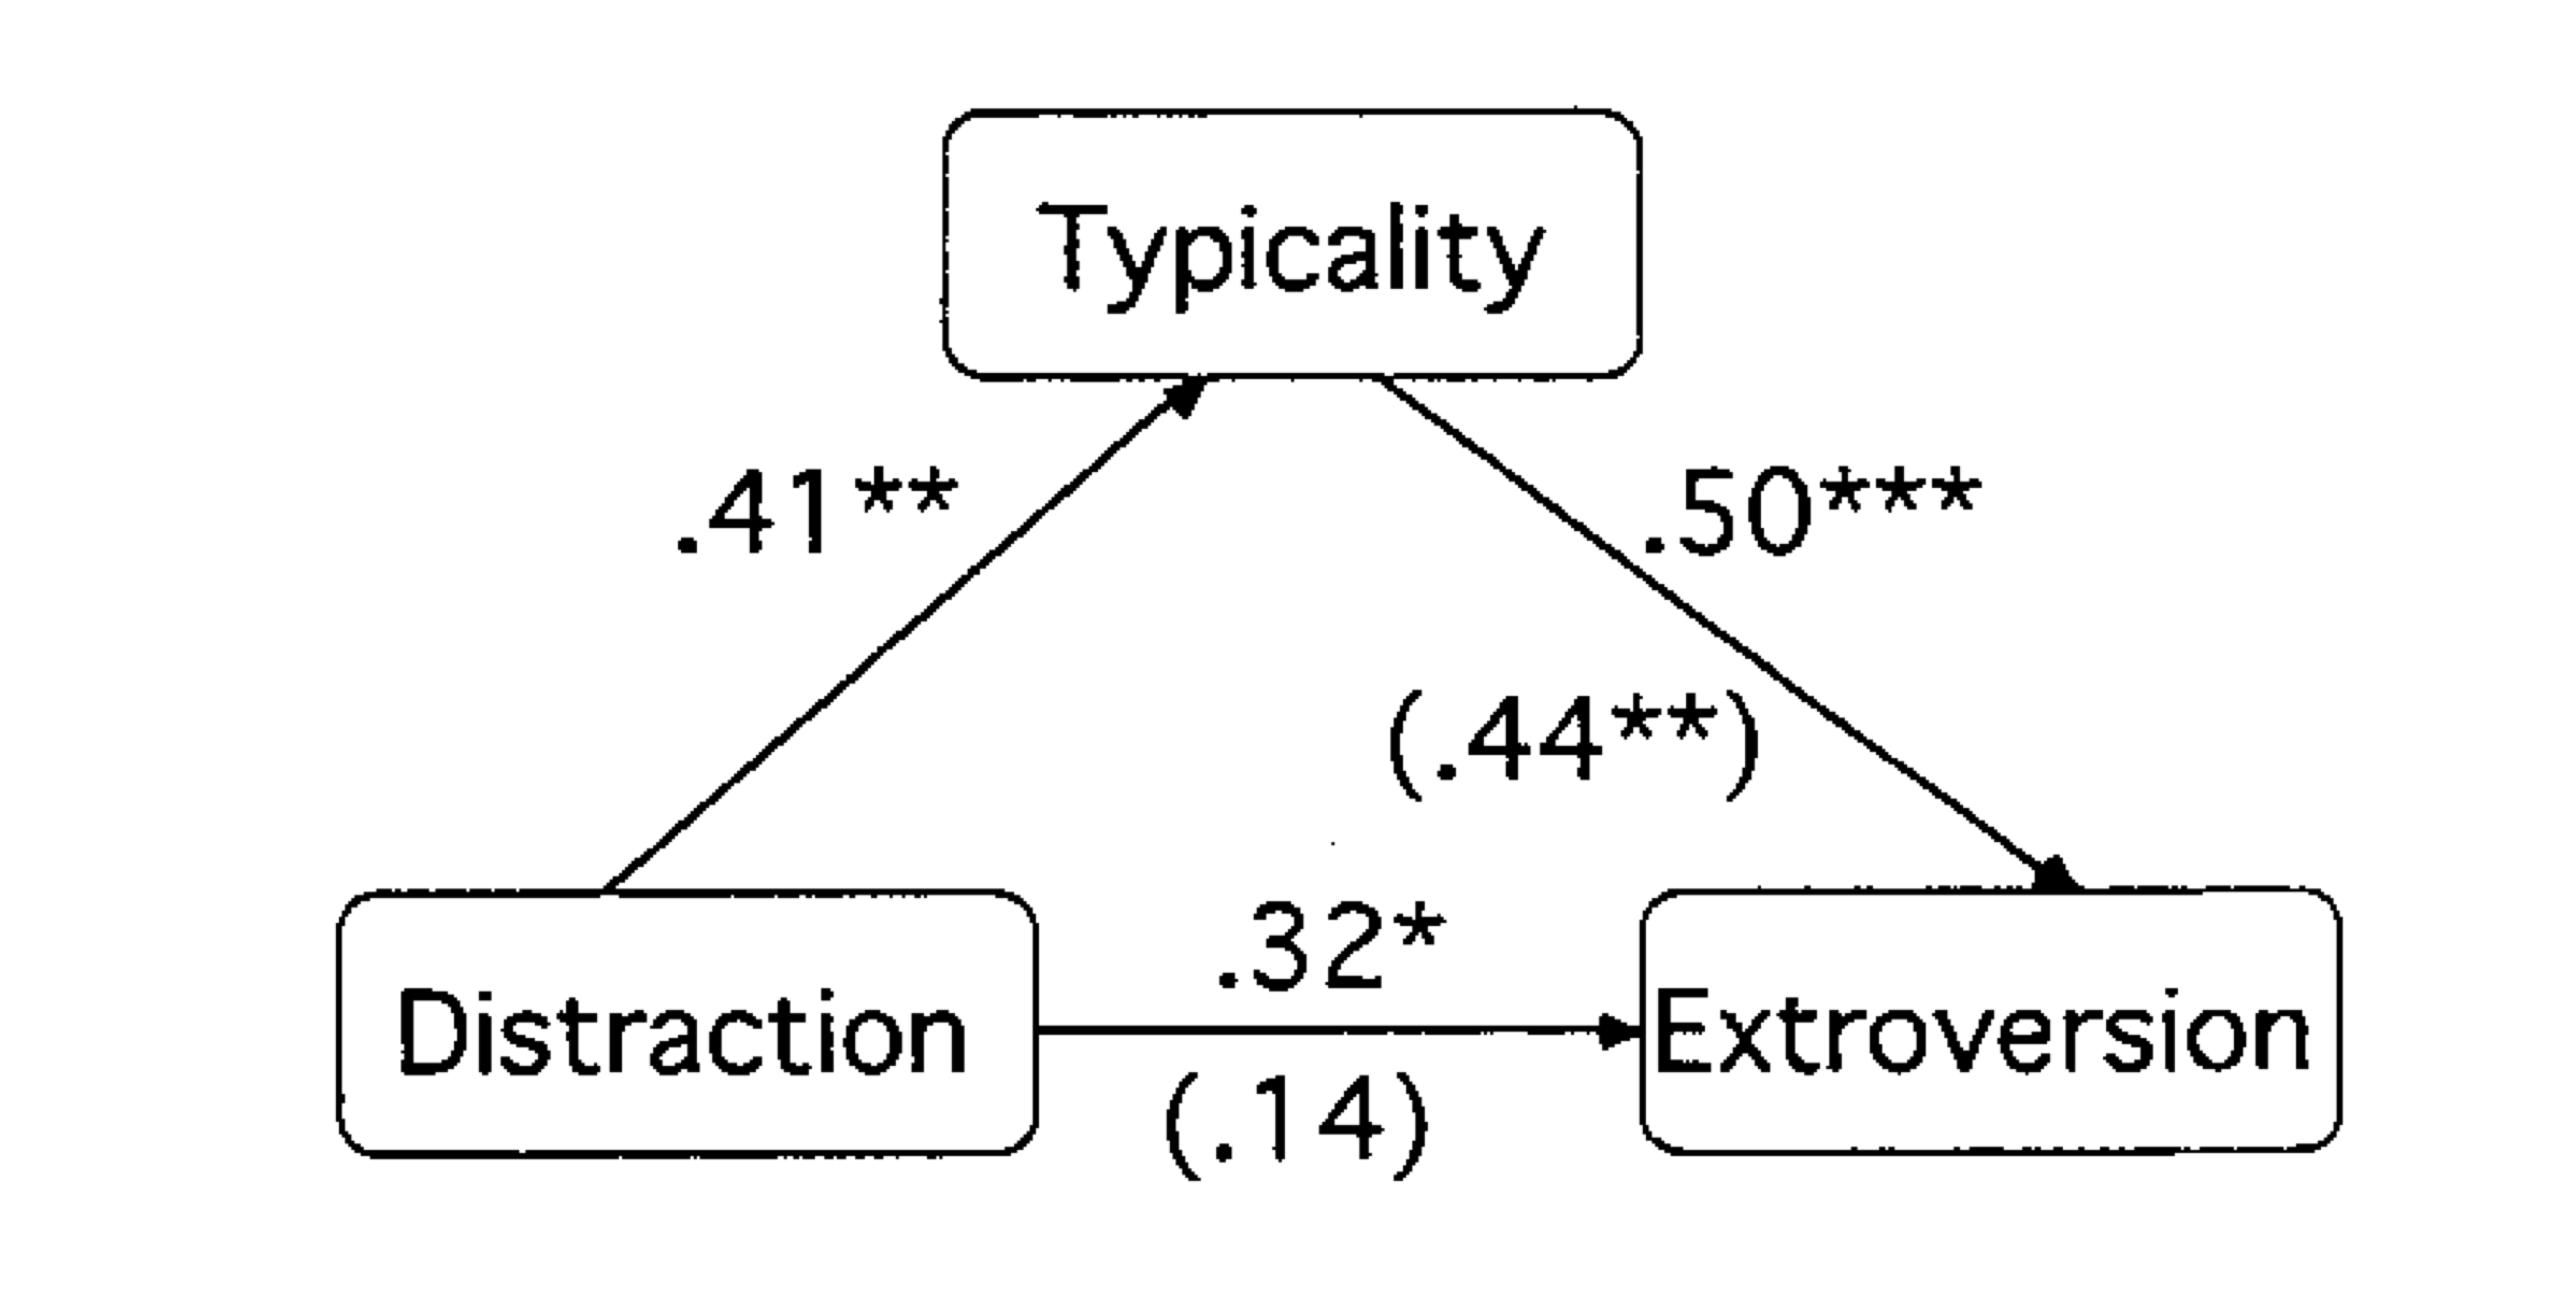 Typicality
.41**
.50***
(.44**)
.32*
Distraction
Extroversion
(.14)